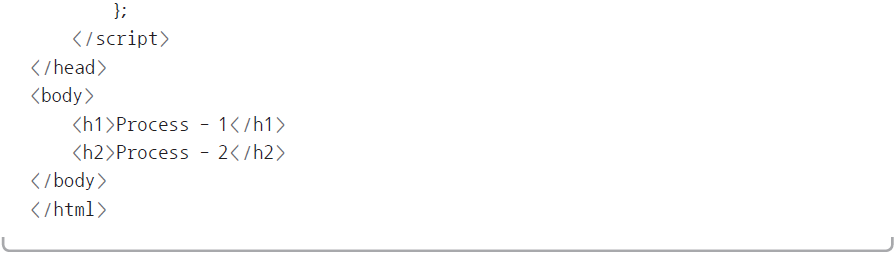 };
</script>
</head>
<body>
<h1>Process - 1</h1>
<h2>Process - 2</h2>
</body>
</html>